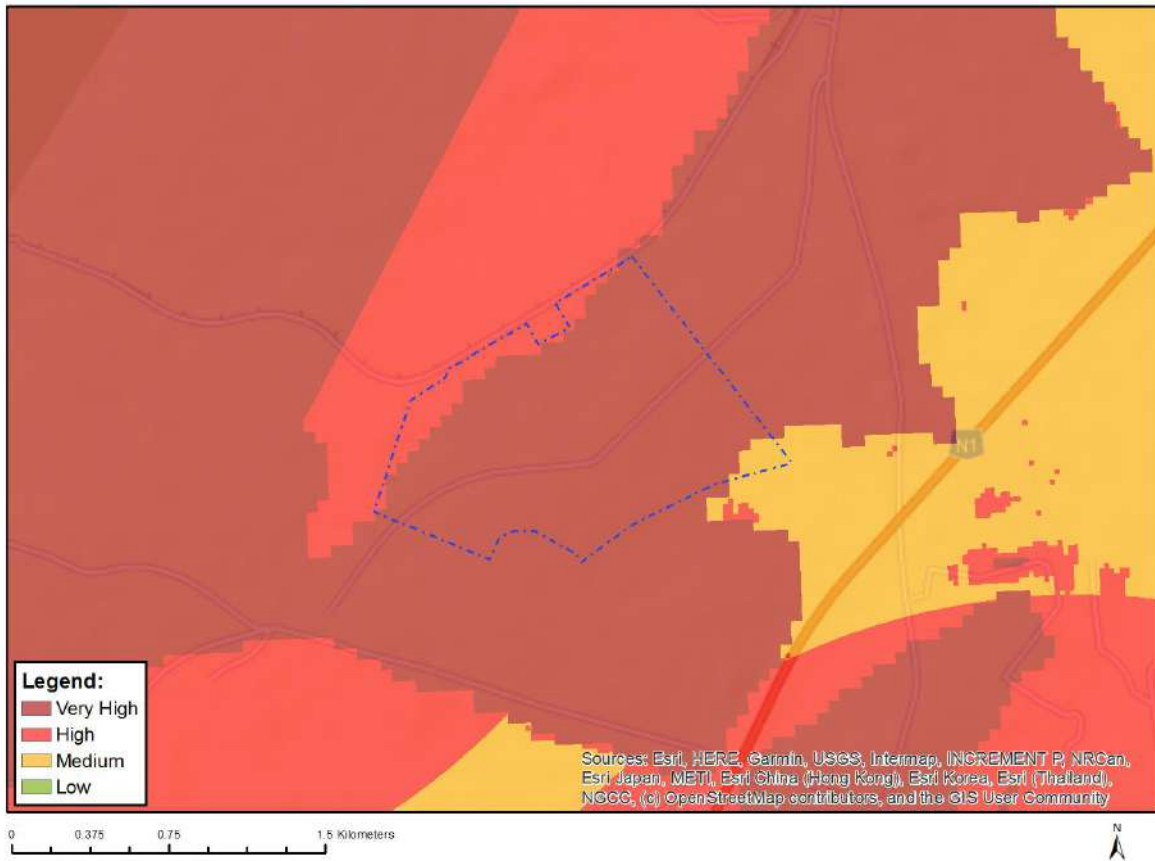 N1
Legend:
Very High
High
Medium
Low
Sources: Esri, HERE, Garmin, USGS, Intermap, INCREMENT P, NRCan,
Esri Japan, METI, Esri China (Hong Kong), Esri Korea, Esri (Thailand),
NGCC, (c) OpenStreetMap contributors, and the GIS User Community
0 0.375 0.75 1.5 Kilometers
N